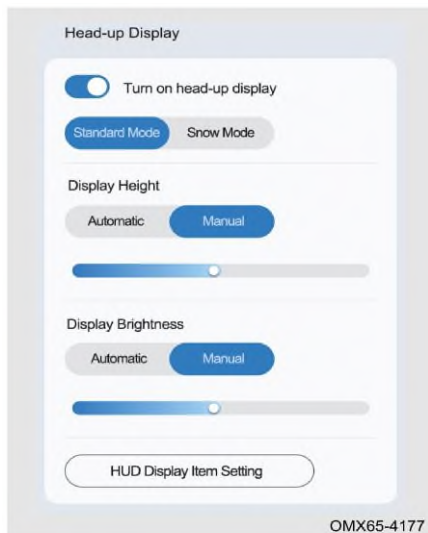 Head-up Display
Turn on head-up display
Standard Mode Snow Mode
Display Height
Automatic Manual
Display Brightness
Automatic Manual
HUD Display Item Setting
OMX65-4177